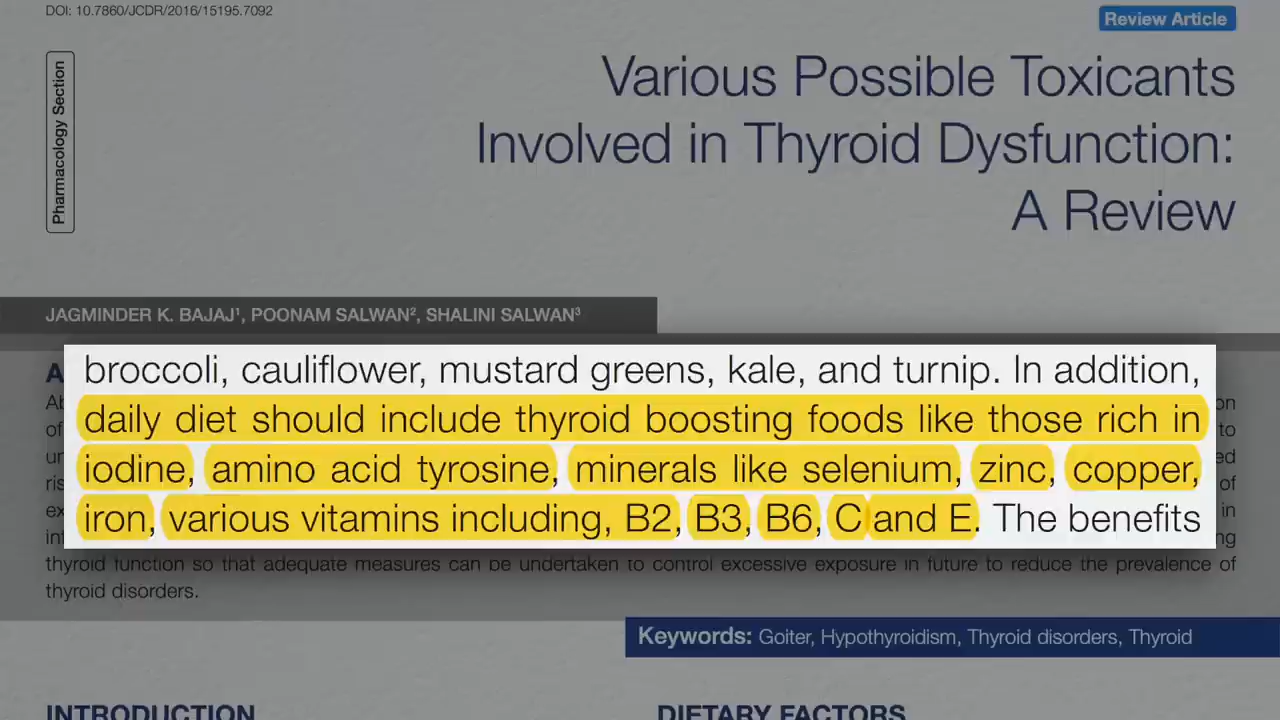 DOI: 10.7860/JCDR/2016/15195.7092
Review Article
Pharmacology Section
Various Possible Toxicants
Involved in Thyroid Dysfunction:
A Review
JAGMINDER K. BAJAJ¹, POONAM SALWAN², SHALINI SALWAN³
broccoli, cauliflower, mustard greens, kale, and turnip. In addition,
daily diet should include thyroid boosting foods like those rich in
iodine, amino acid tyrosine, minerals like selenium, zinc, copper,
iron, various vitamins including, B2, B3, B6, C and E. The benefits
thyroid function so that adequate measures can be undertaken to control excessive exposure in future to reduce the prevalence of
thyroid disorders.
Keywords: Goiter, Hypothyroidism, Thyroid disorders, Thyroid
INTRODUCTION
DIETARY FACTORS